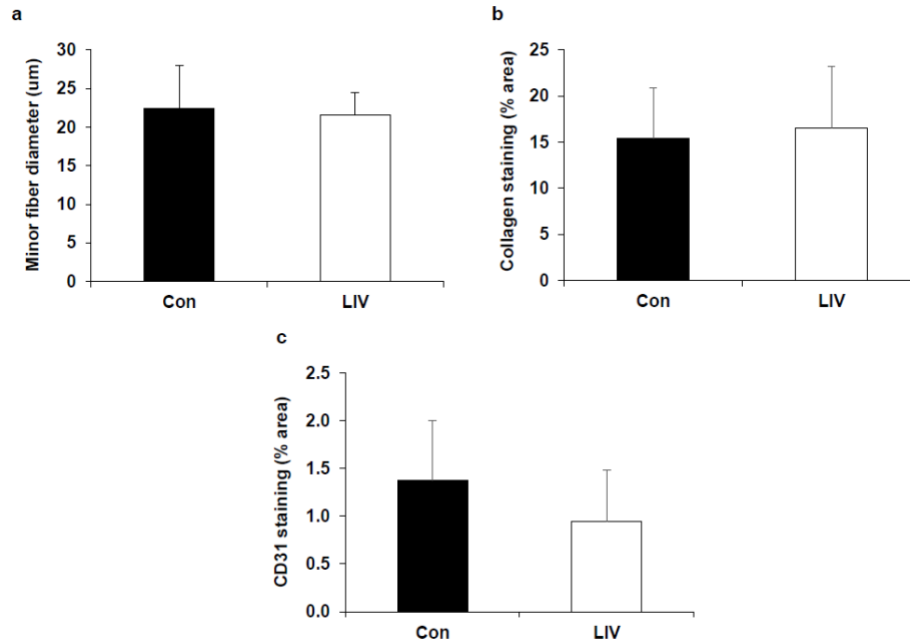 a
Minor fiber diameter (um)
30
25
20
15
10
5
0
Con LIV
b
Collagen staining (% area)
25
20
15
10
5
0
Con LIV
c
CD31 staining (% area)
2.5
2.0
1.5
1.0
0.5
0.0
Con LIV